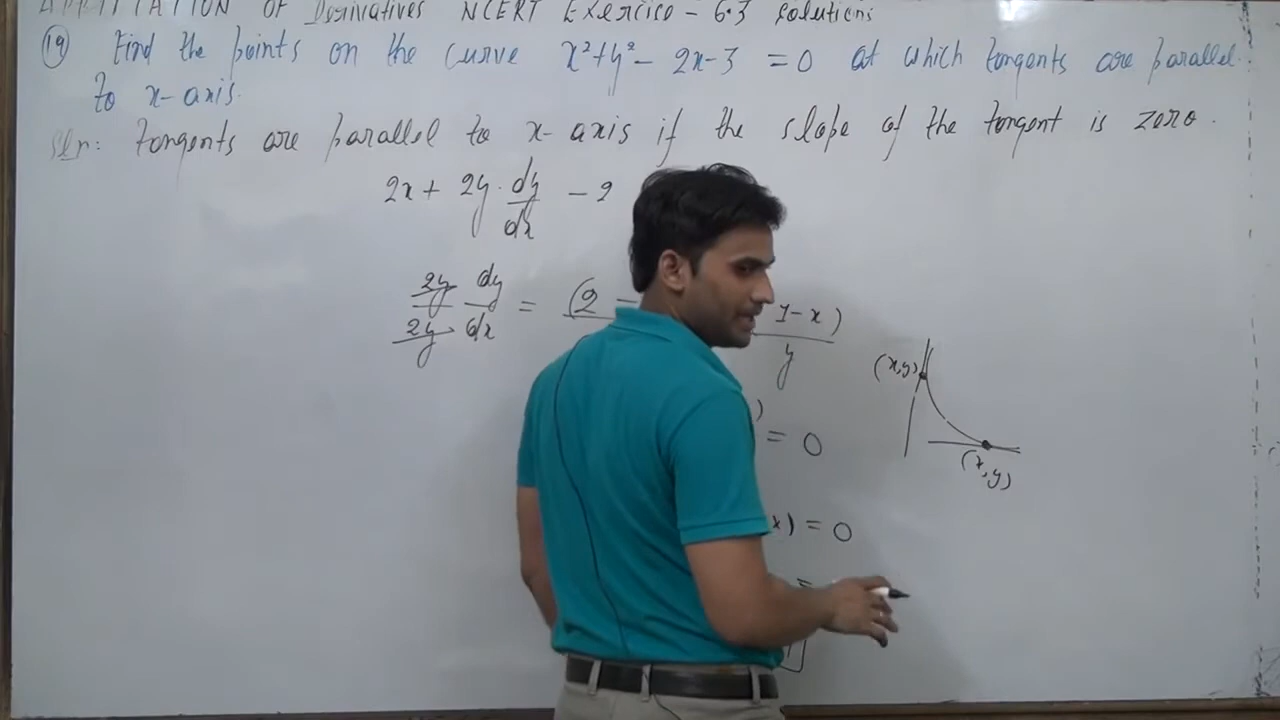 APPLICATION OF Derivatives NCERT Exercise - 6.3 solutions
(19) Find the points on the curve x² + y² - 2x - 3 = 0 at which tangents are parallel
to x-axis.
Sln: tangents are parallel to x-axis if the slope of the tangent is zero.
2x + 2y · dy/dx - 2
2y/2y dy/dx = (2 - 1-x)/y
) = 0
(x,y)
(x,y)
x) = 0
=